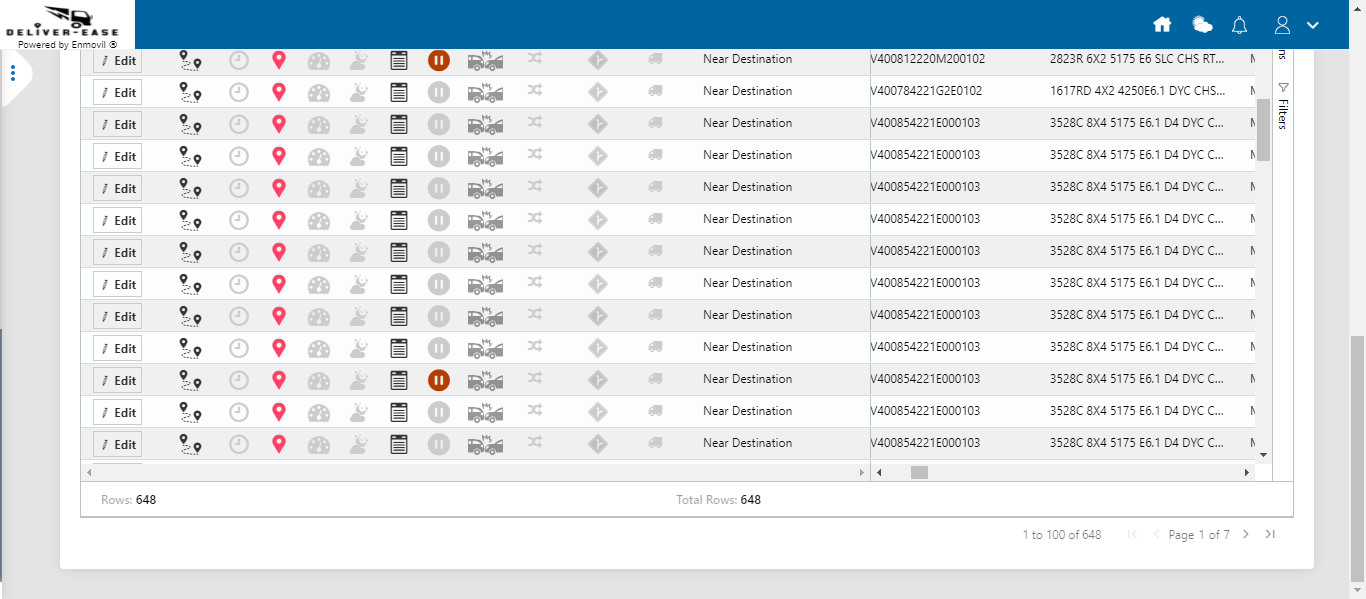 DELIVER-EASE
Powered by Enmovil ®
Edit Near Destination V400812220M200102 2823R 6X2 5175 E6 SLC CHS RT...
Edit Near Destination V400784221G2E0102 1617RD 4X2 4250E6.1 DYC CHS...
Edit Near Destination V400854221E000103 3528C 8X4 5175 E6.1 D4 DYC C...
Edit Near Destination V400854221E000103 3528C 8X4 5175 E6.1 D4 DYC C...
Edit Near Destination V400854221E000103 3528C 8X4 5175 E6.1 D4 DYC C...
Edit Near Destination V400854221E000103 3528C 8X4 5175 E6.1 D4 DYC C...
Edit Near Destination V400854221E000103 3528C 8X4 5175 E6.1 D4 DYC C...
Edit Near Destination V400854221E000103 3528C 8X4 5175 E6.1 D4 DYC C...
Edit Near Destination V400854221E000103 3528C 8X4 5175 E6.1 D4 DYC C...
Edit Near Destination V400854221E000103 3528C 8X4 5175 E6.1 D4 DYC C...
Edit Near Destination V400854221E000103 3528C 8X4 5175 E6.1 D4 DYC C...
Edit Near Destination V400854221E000103 3528C 8X4 5175 E6.1 D4 DYC C...
Edit Near Destination V400854221E000103 3528C 8X4 5175 E6.1 D4 DYC C...
Filters
Rows: 648 Total Rows: 648
1 to 100 of 648 Page 1 of 7